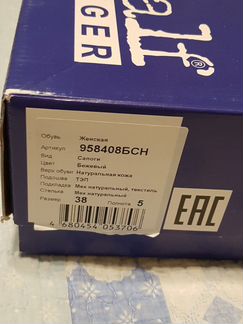 alf
®
GER
Обувь Женская
Артикул 958408БСН
Вид Сапоги
Цвет Бежевый
Верх обуви Натуральная кожа
Подошва ТЭП
Подкладка Мех натуральный, текстиль
Стелька Мех натуральный
Размер 38 Полнота 5
4 680454 053706
EAC